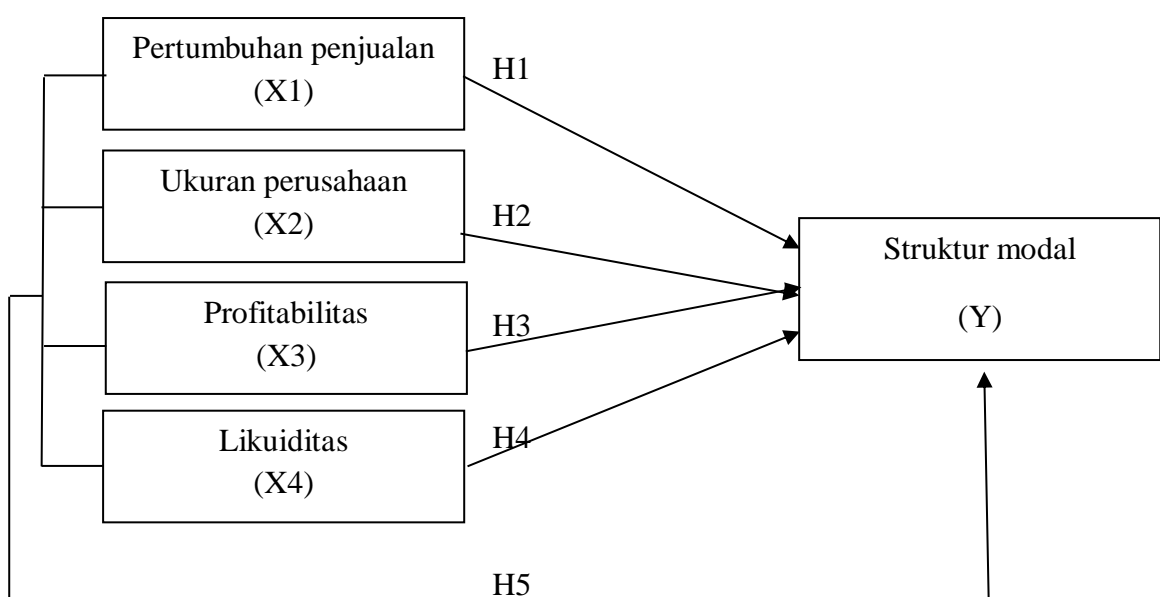 Pertumbuhan penjualan
(X1)
H1
Ukuran perusahaan
(X2)
H2
Profitabilitas
(X3)
H3
Likuiditas
(X4)
H4
Struktur modal
(Y)
H5